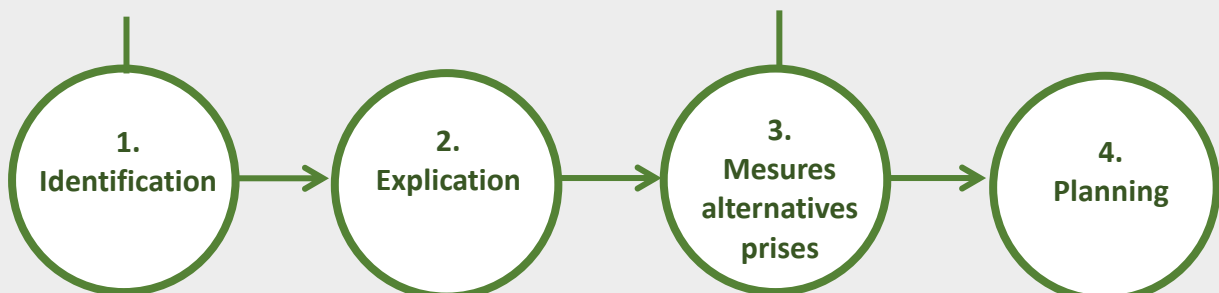 1.
Identification
2.
Explication
3.
Mesures
alternatives
prises
4.
Planning